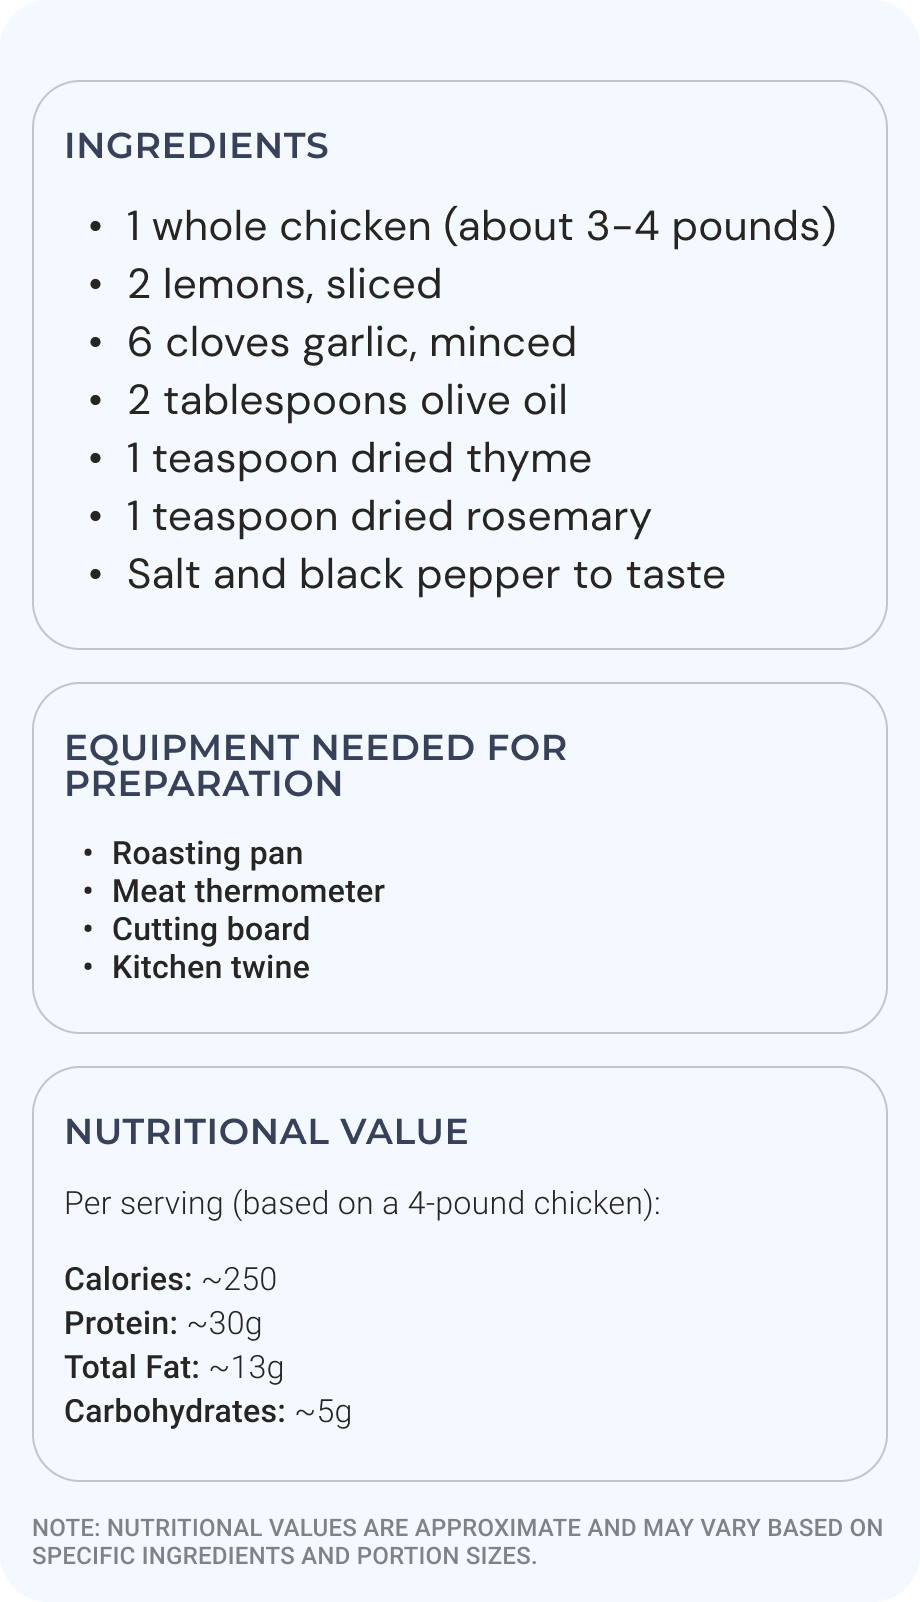 INGREDIENTS
• 1 whole chicken (about 3-4 pounds)
• 2 lemons, sliced
• 6 cloves garlic, minced
• 2 tablespoons olive oil
• 1 teaspoon dried thyme
• 1 teaspoon dried rosemary
• Salt and black pepper to taste
EQUIPMENT NEEDED FOR
PREPARATION
• Roasting pan
• Meat thermometer
• Cutting board
• Kitchen twine
NUTRITIONAL VALUE
Per serving (based on a 4-pound chicken):
Calories: ~250
Protein: ~30g
Total Fat: ~13g
Carbohydrates: ~5g
NOTE: NUTRITIONAL VALUES ARE APPROXIMATE AND MAY VARY BASED ON
SPECIFIC INGREDIENTS AND PORTION SIZES.